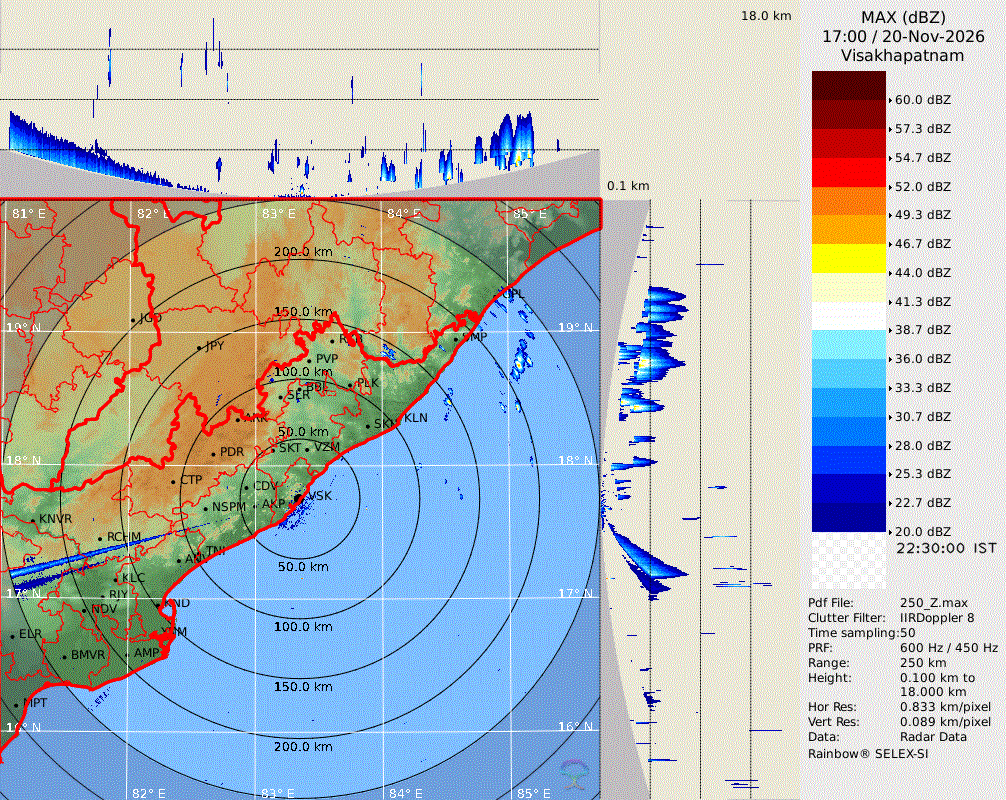 18.0 km
MAX (dBZ)
17:00 / 20-Nov-2026
Visakhapatnam
60.0 dBZ
57.3 dBZ
54.7 dBZ
52.0 dBZ
49.3 dBZ
46.7 dBZ
44.0 dBZ
41.3 dBZ
38.7 dBZ
36.0 dBZ
33.3 dBZ
30.7 dBZ
28.0 dBZ
25.3 dBZ
22.7 dBZ
20.0 dBZ
22:30:00 IST
Pdf File: 250_Z.max
Clutter Filter: IIRDoppler 8
Time sampling:50
PRF: 600 Hz / 450 Hz
Range: 250 km
Height: 0.100 km to
18.000 km
Hor Res: 0.833 km/pixel
Vert Res: 0.089 km/pixel
Data: Radar Data
Rainbow® SELEX-SI
0.1 km
81° E 82° E 83° E 84° E 85° E
200.0 km
150.0 km
JGD
19° N 19° N
JPY
PVP
100.0 km
PLK
SER
KLN
50.0 km
SKT VZM
PDR
18° N 18° N
CTP
CDV
VSK
NSPM AKP
KNVR
RCHM
TNI
50.0 km
KLC
RJY
17° N 17° N
KND
NDV
100.0 km
ELR
BMVR AMP
150.0 km
MPT
16° N 16° N
200.0 km
82° E 83° E 84° E 85° E